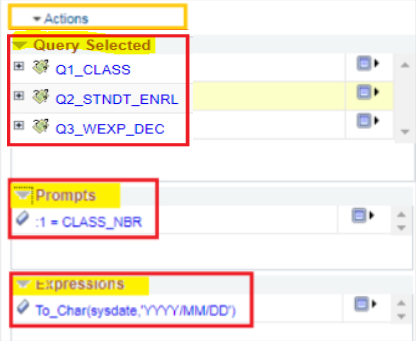 Actions
Query Selected
Q1_CLASS
Q2_STNDT_ENRL
Q3_WEXP_DEC
Prompts
:1 = CLASS_NBR
Expressions
To_Char(sysdate,'YYYY/MM/DD')